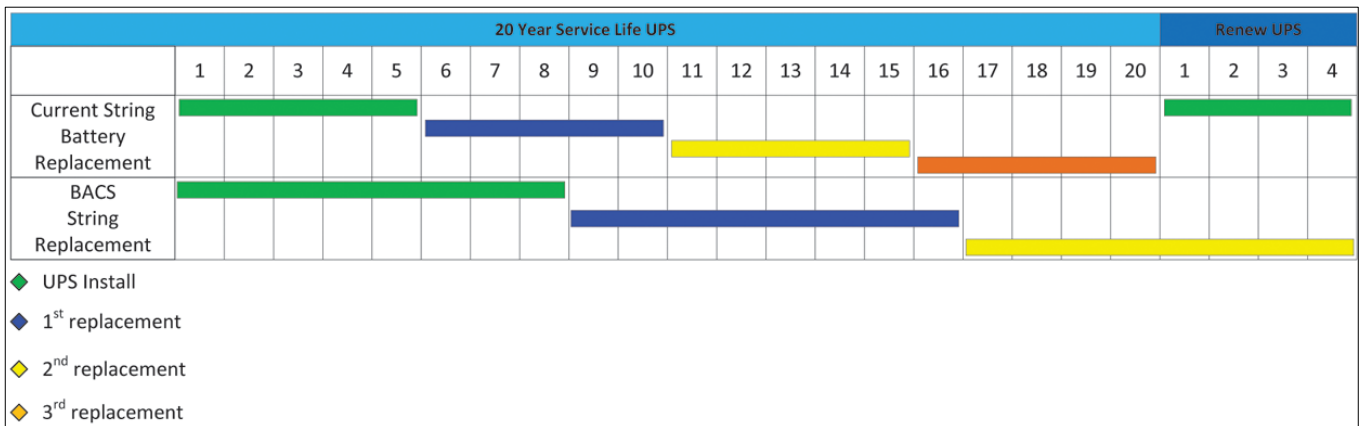 20 Year Service Life UPS Renew UPS
1 2 3 4 5 6 7 8 9 10 11 12 13 14 15 16 17 18 19 20 1 2 3 4
Current String
Battery
Replacement
BACS
String
Replacement
UPS Install
1st replacement
2nd replacement
3rd replacement